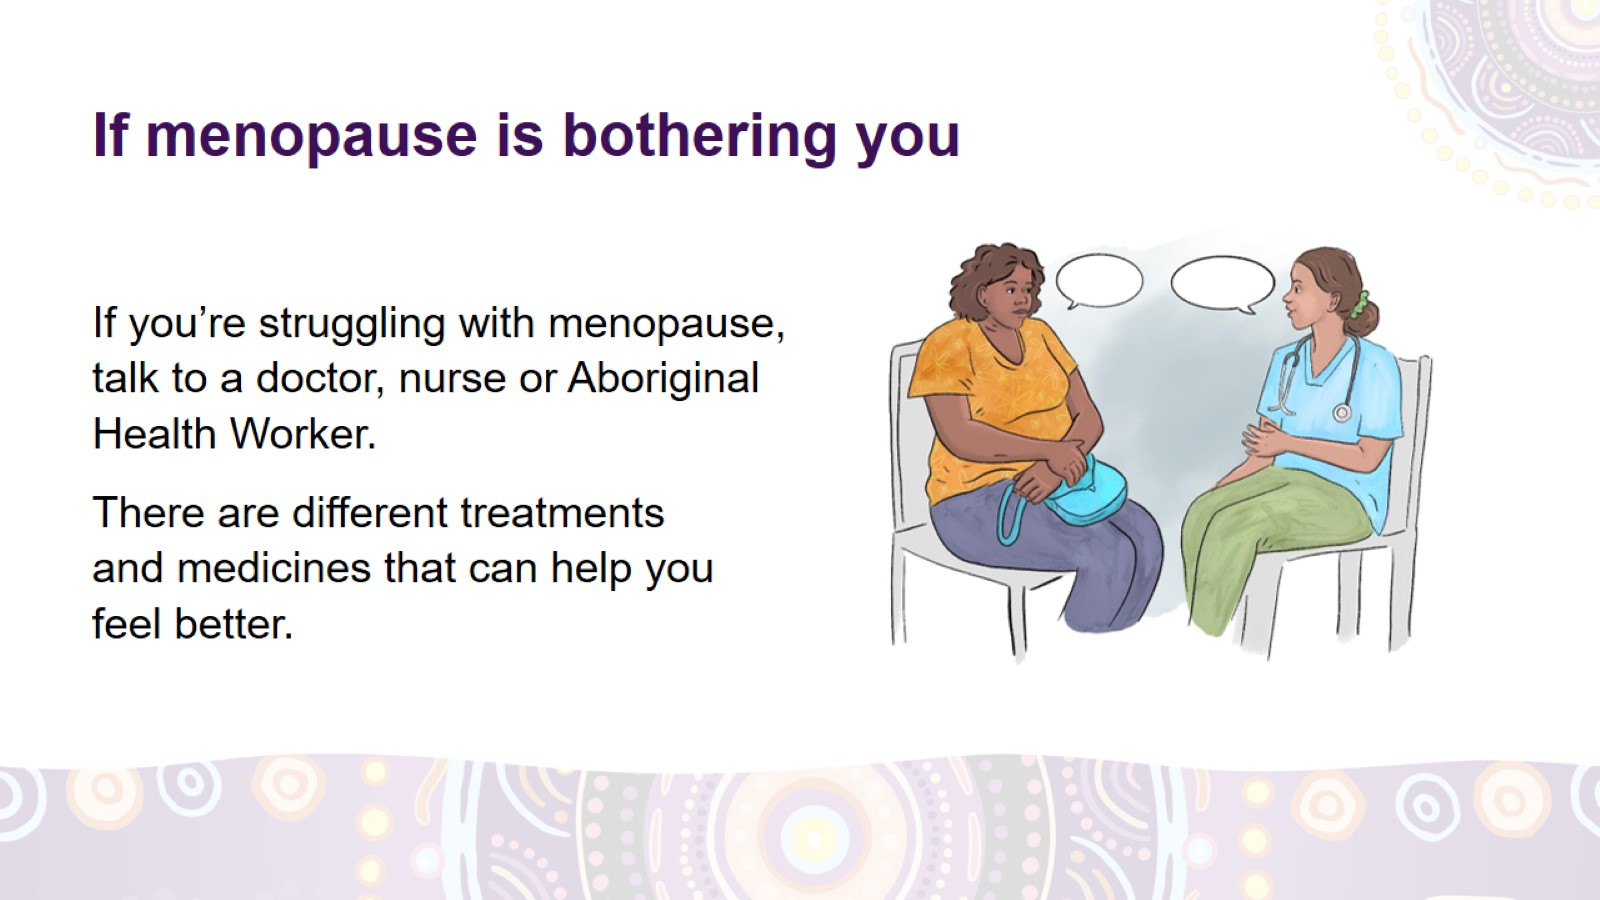 If menopause is bothering you
If you’re struggling with menopause,
talk to a doctor, nurse or Aboriginal
Health Worker.
There are different treatments
and medicines that can help you
feel better.